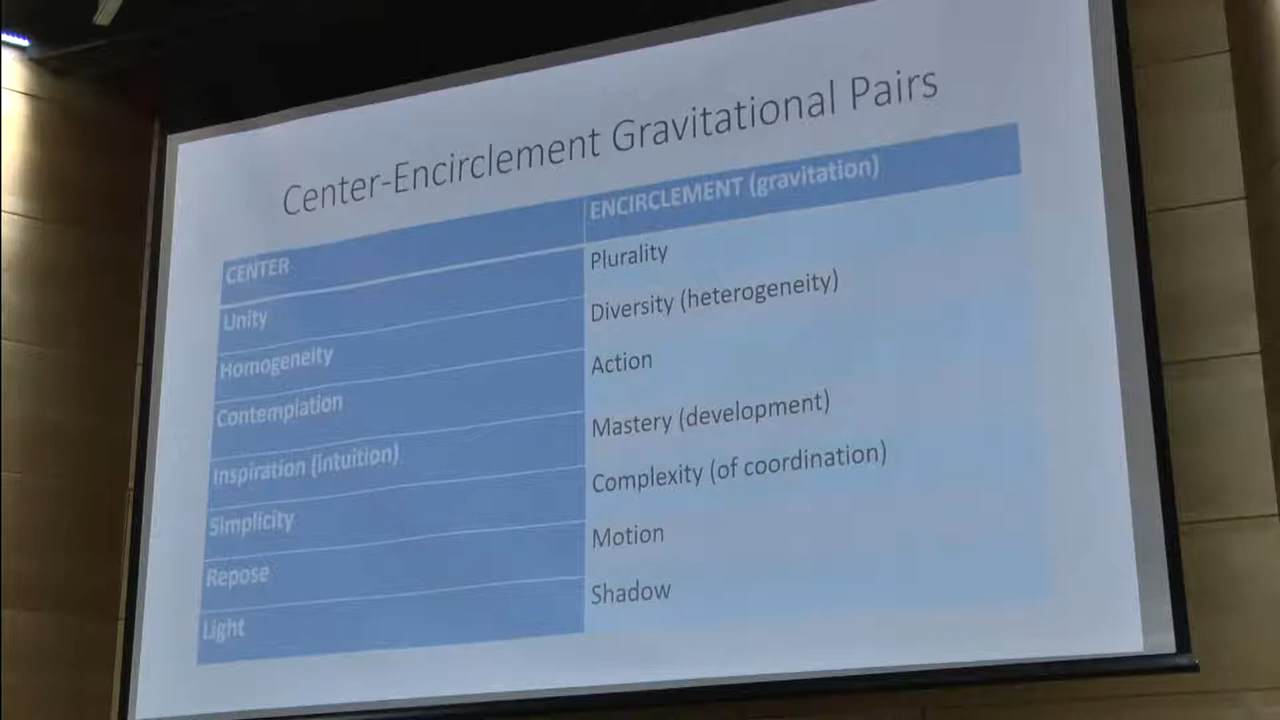 Center-Encirclement Gravitational Pairs
CENTER ENCIRCLEMENT (gravitation)
Unity Plurality
Homogeneity Diversity (heterogeneity)
Contemplation Action
Inspiration (intuition) Mastery (development)
Simplicity Complexity (of coordination)
Repose Motion
Light Shadow